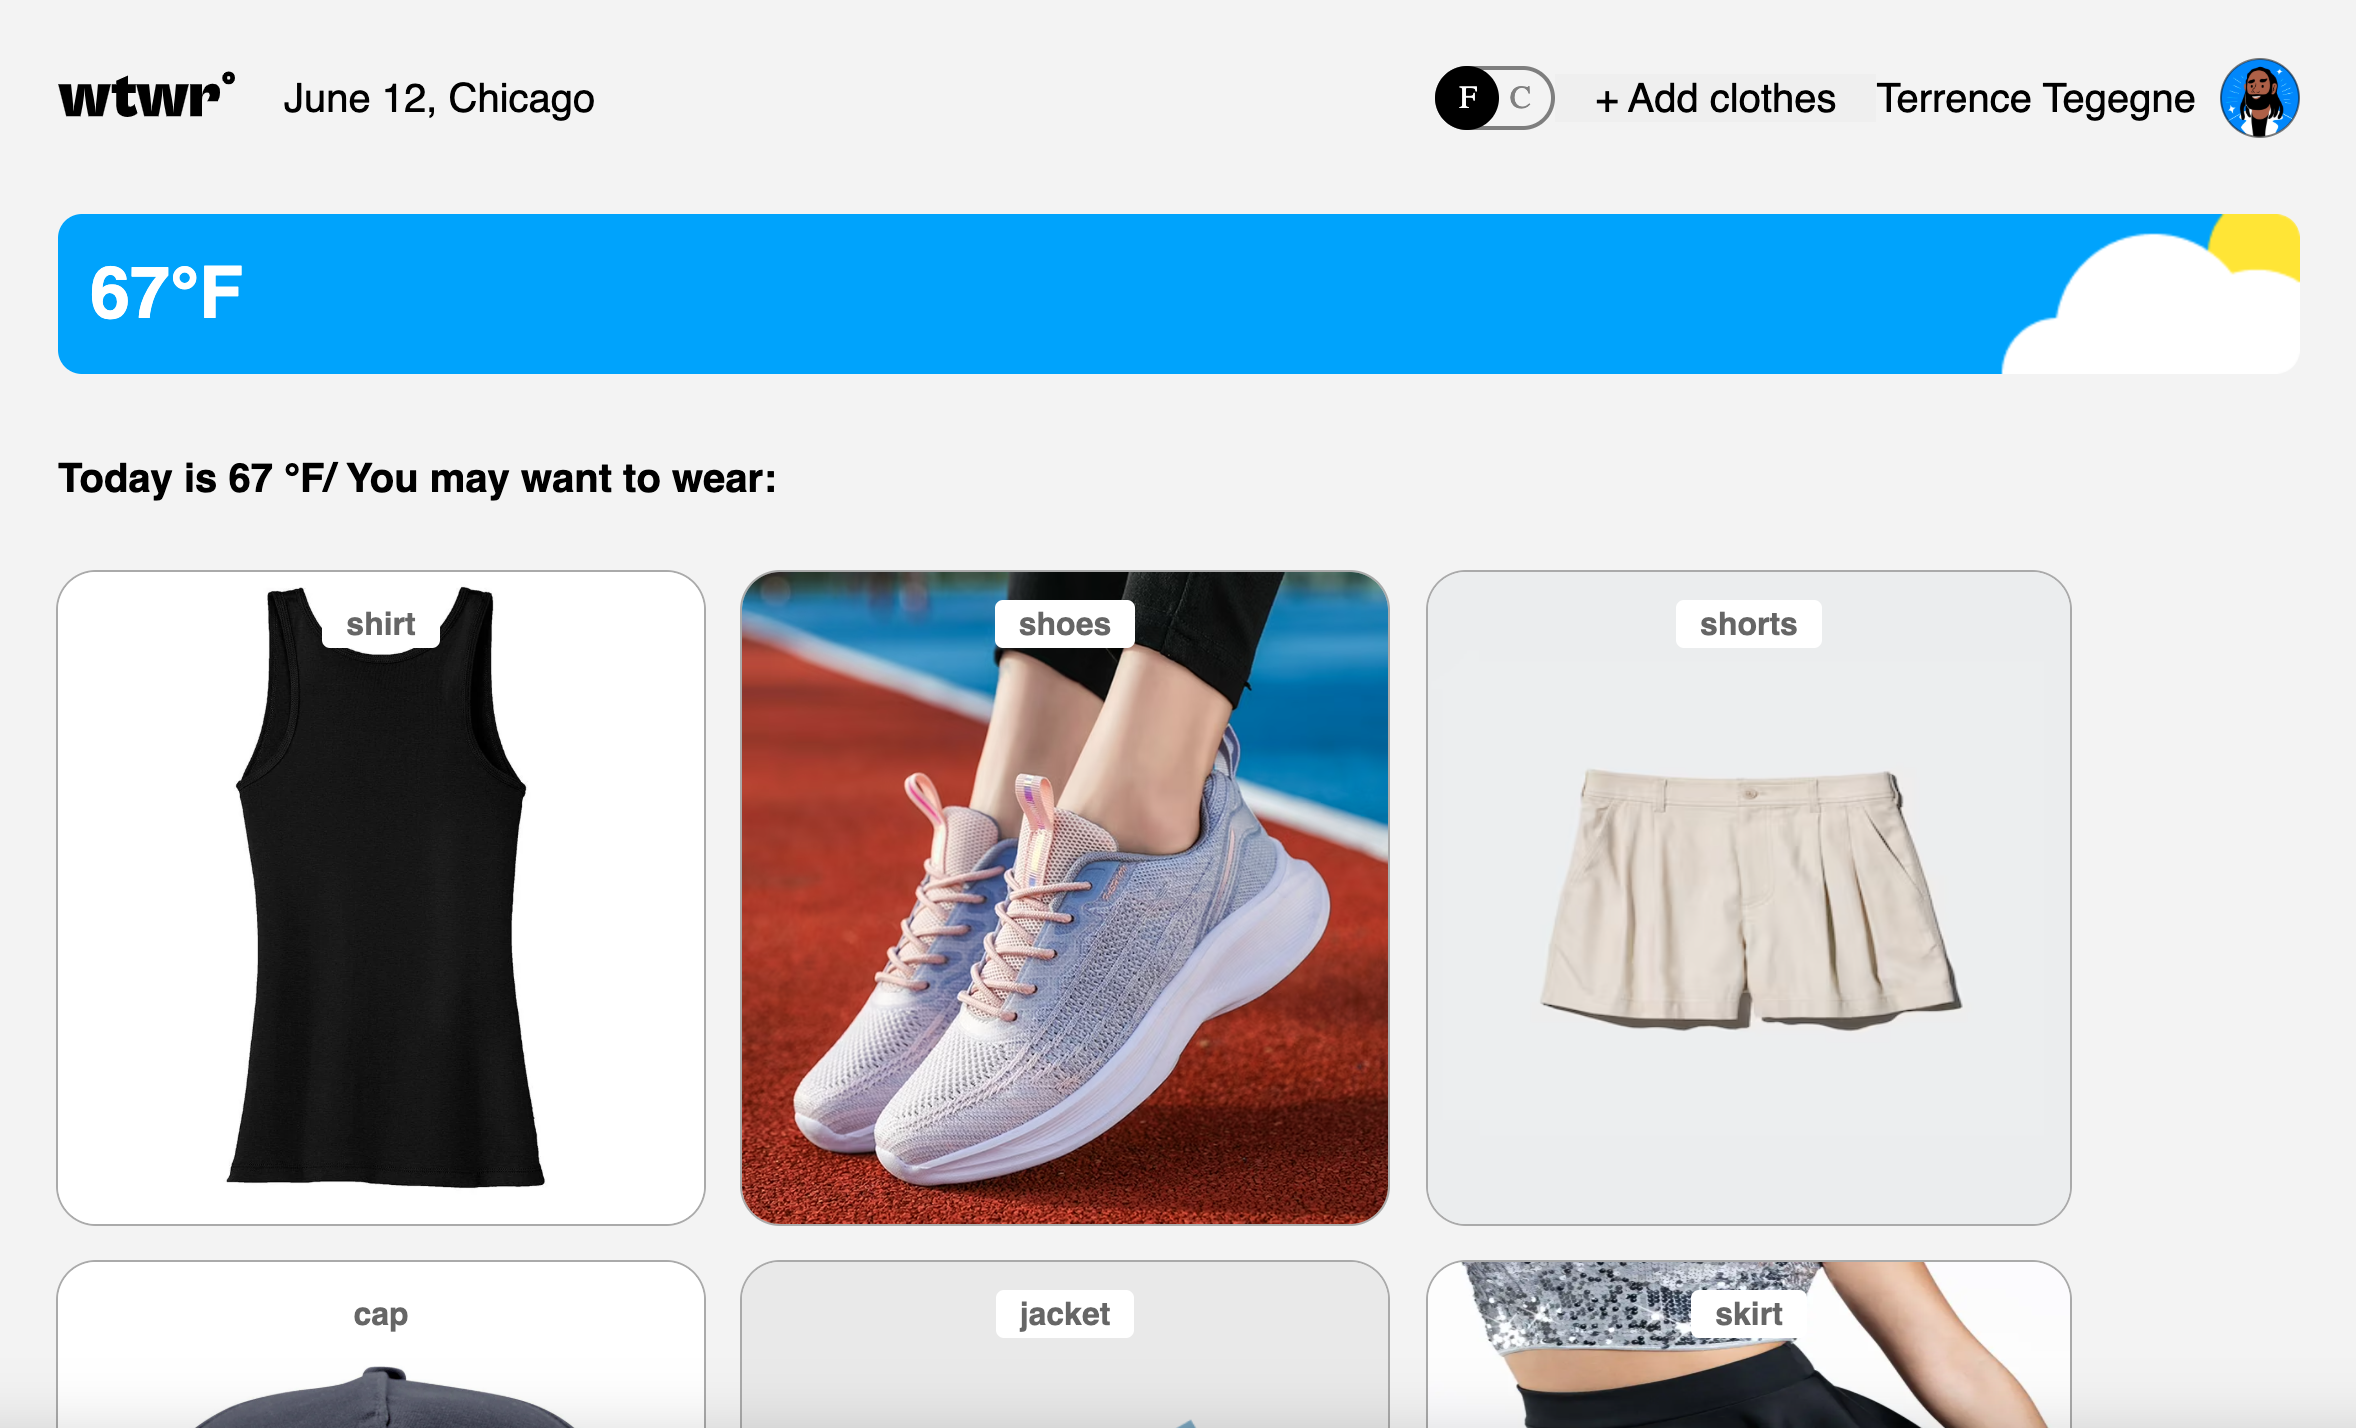 wtwr°
June 12, Chicago
F C
+ Add clothes
Terrence Tegegne
67°F
Today is 67 °F/ You may want to wear:
shirt
shoes
shorts
cap
jacket
skirt